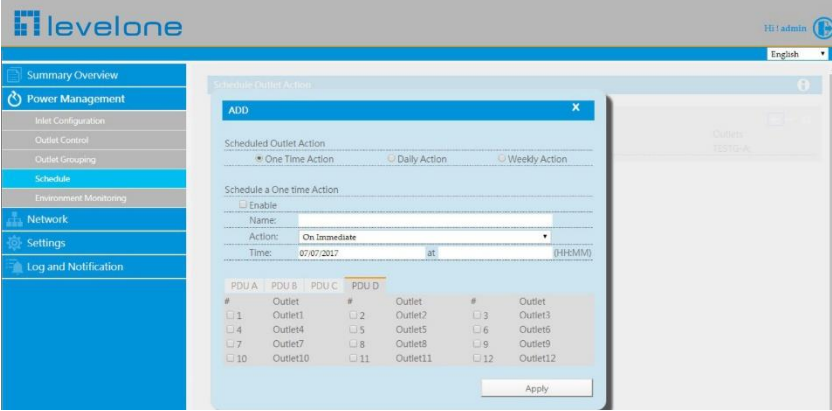 levelone
Hi ! admin
English
Summary Overview
Power Management
Inlet Configuration
Outlet Control
Outlet Grouping
Schedule
Environment Monitoring
Network
Settings
Log and Notification
Schedule Outlet Action
Outlets
ADD X
Scheduled Outlet Action
One Time Action Daily Action Weekly Action
Schedule a One time Action
Enable
Name:
Action: On Immediate
Time: 07/07/2017 at (HH:MM)
PDU A PDU B PDU C PDU D
# Outlet # Outlet # Outlet
1 Outlet1 2 Outlet2 3 Outlet3
4 Outlet4 5 Outlet5 6 Outlet6
7 Outlet7 8 Outlet8 9 Outlet9
10 Outlet10 11 Outlet11 12 Outlet12
Apply